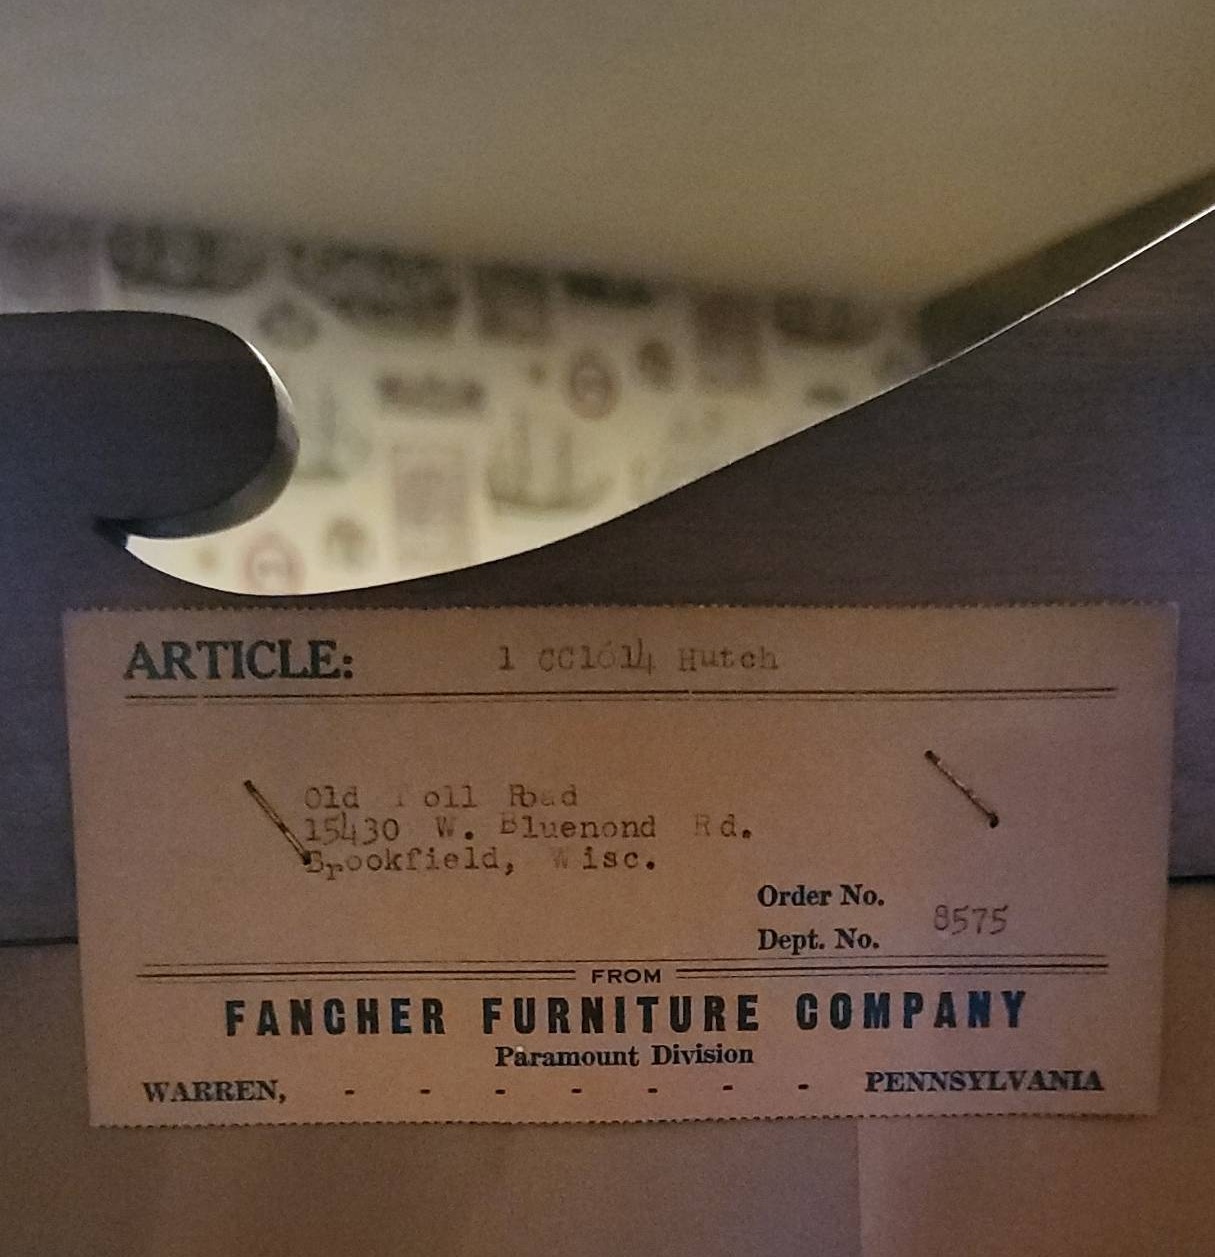 ARTICLE: 1 CC1614 Hutch
Old Toll Road
15430 W. Bluenond Rd.
Brookfield, Wisc.
Order No.
8575
Dept. No.
FROM
FANCHER FURNITURE COMPANY
Paramount Division
WARREN, - - - - - - - PENNSYLVANIA